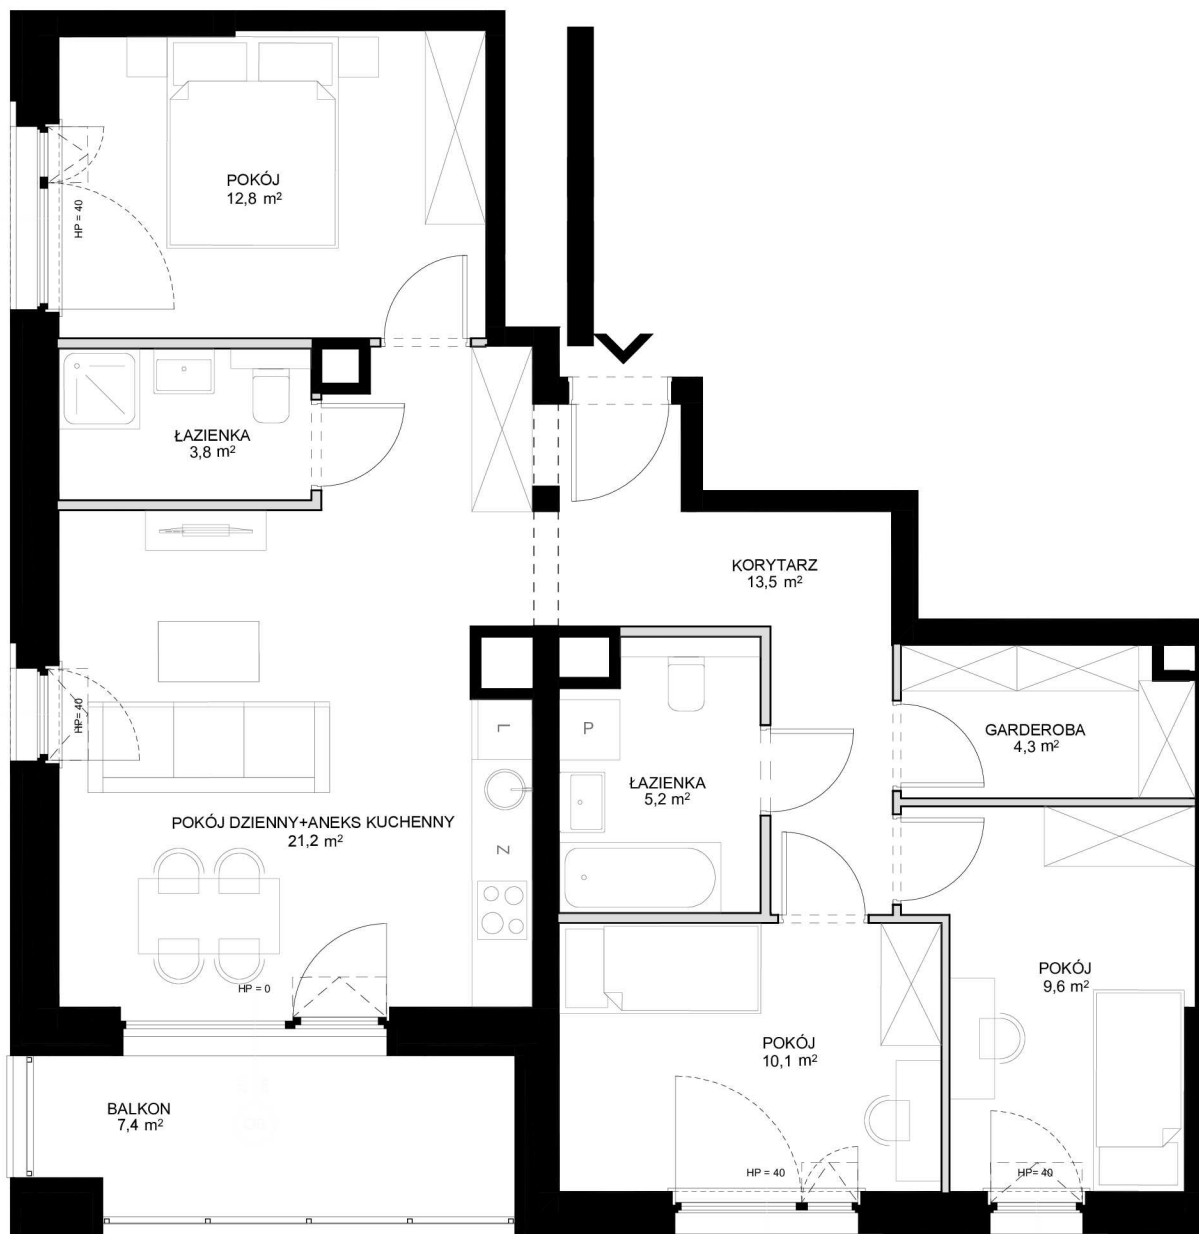 POKÓJ
12,8 m²
HP = 40
ŁAZIENKA
3,8 m²
KORYTARZ
13,5 m²
HP= 40
L
P
GARDEROBA
4,3 m²
ŁAZIENKA
5,2 m²
POKÓJ DZIENNY+ANEKS KUCHENNY
21,2 m²
Z
HP = 0
POKÓJ
9,6 m²
POKÓJ
10,1 m²
BALKON
7,4 m²
HP = 40
HP= 40